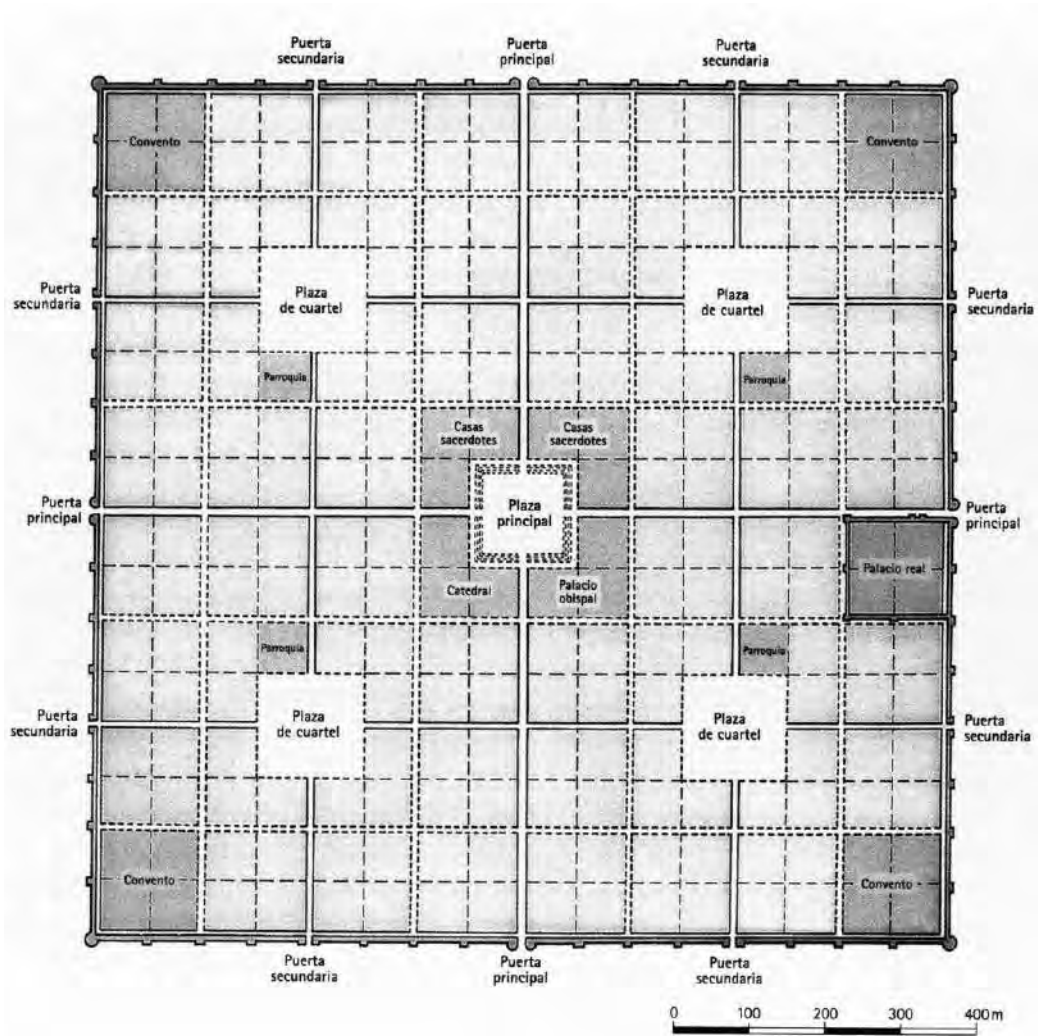 Puerta
secundaria
Puerta
principal
Puerta
secundaria
Convento
Convento
Puerta
secundaria
Plaza
de cuartel
Plaza
de cuartel
Puerta
secundaria
Parroquia
Parroquia
Casas
sacerdotes
Casas
sacerdotes
Puerta
principal
Plaza
principal
Puerta
principal
Palacio real
Catedral
Palacio
obispal
Parroquia
Parroquia
Puerta
secundaria
Plaza
de cuartel
Plaza
de cuartel
Puerta
secundaria
Convento
Convento
Puerta
secundaria
Puerta
principal
Puerta
secundaria
0 100 200 300 400 m